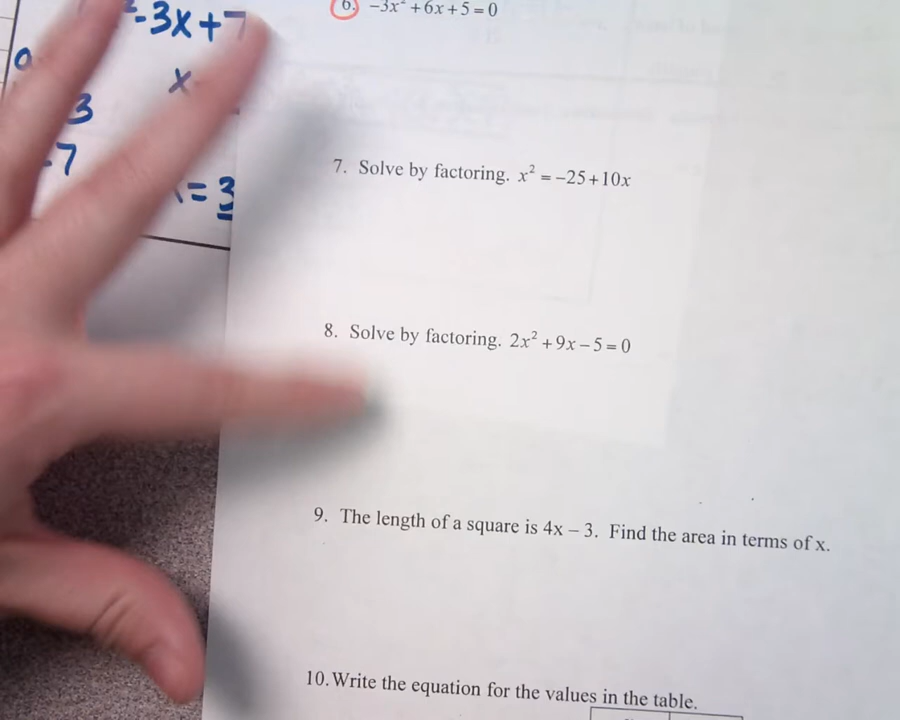 -3x+7
x
3
-7
= 3
6. -3x² + 6x + 5 = 0
7. Solve by factoring. x² = -25 + 10x
8. Solve by factoring. 2x² + 9x - 5 = 0
9. The length of a square is 4x – 3. Find the area in terms of x.
10. Write the equation for the values in the table.